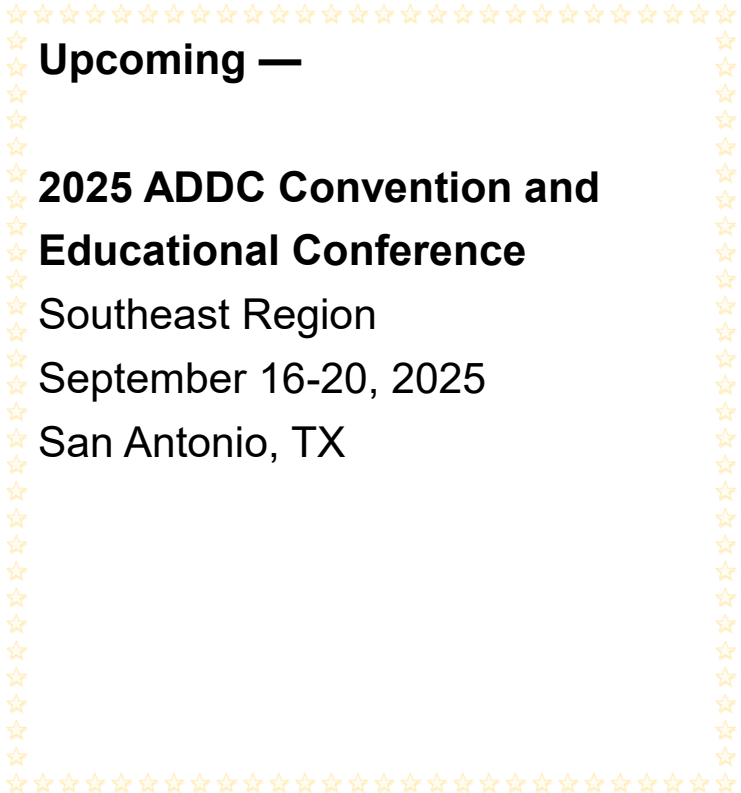 Upcoming —
2025 ADDC Convention and
Educational Conference
Southeast Region
September 16-20, 2025
San Antonio, TX